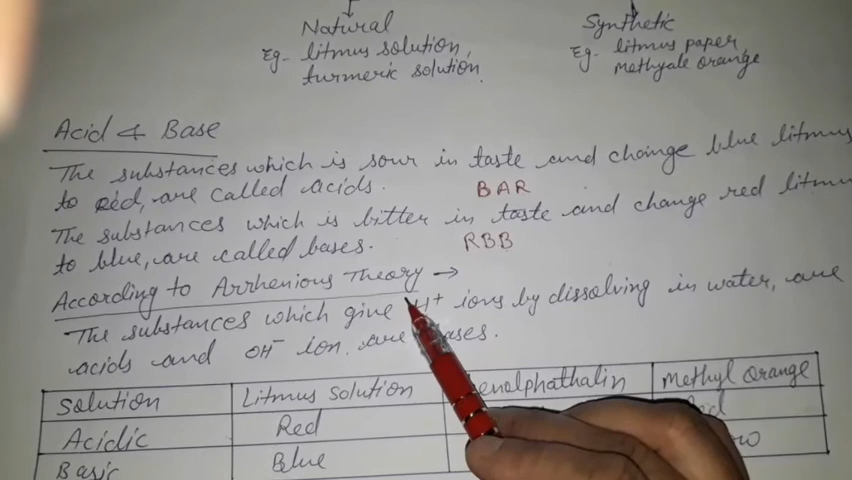 Natural
Synthetic
Eg- litmus solution,
turmeric solution.
Eg- litmus paper,
Methyale orange
Acid & Base
The substances which is sour in taste and change blue litmus
to red, are called acids. BAR
The substances which is bitter in taste and change red litmu
to blue, are called bases. RBB
According to Arrhenious Theory →
The substances which give H+ ions by dissolving in water, are
acids and OH- ion. are bases.
Solution Litmus solution enolphathalin Methyl orange
Acidic Red
Basic Blue